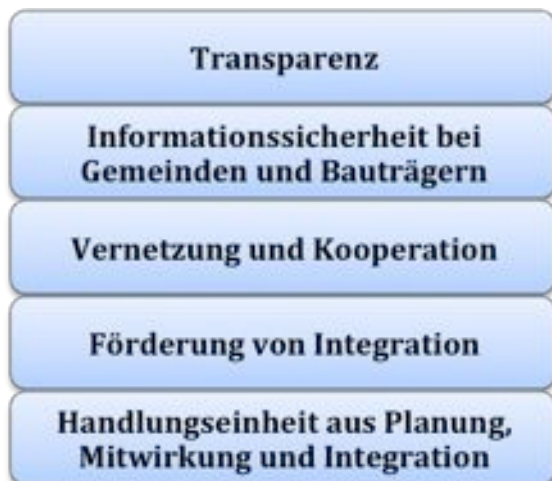 Transparenz
Informationssicherheit bei
Gemeinden und Bauträgern
Vernetzung und Kooperation
Förderung von Integration
Handlungseinheit aus Planung,
Mitwirkung und Integration